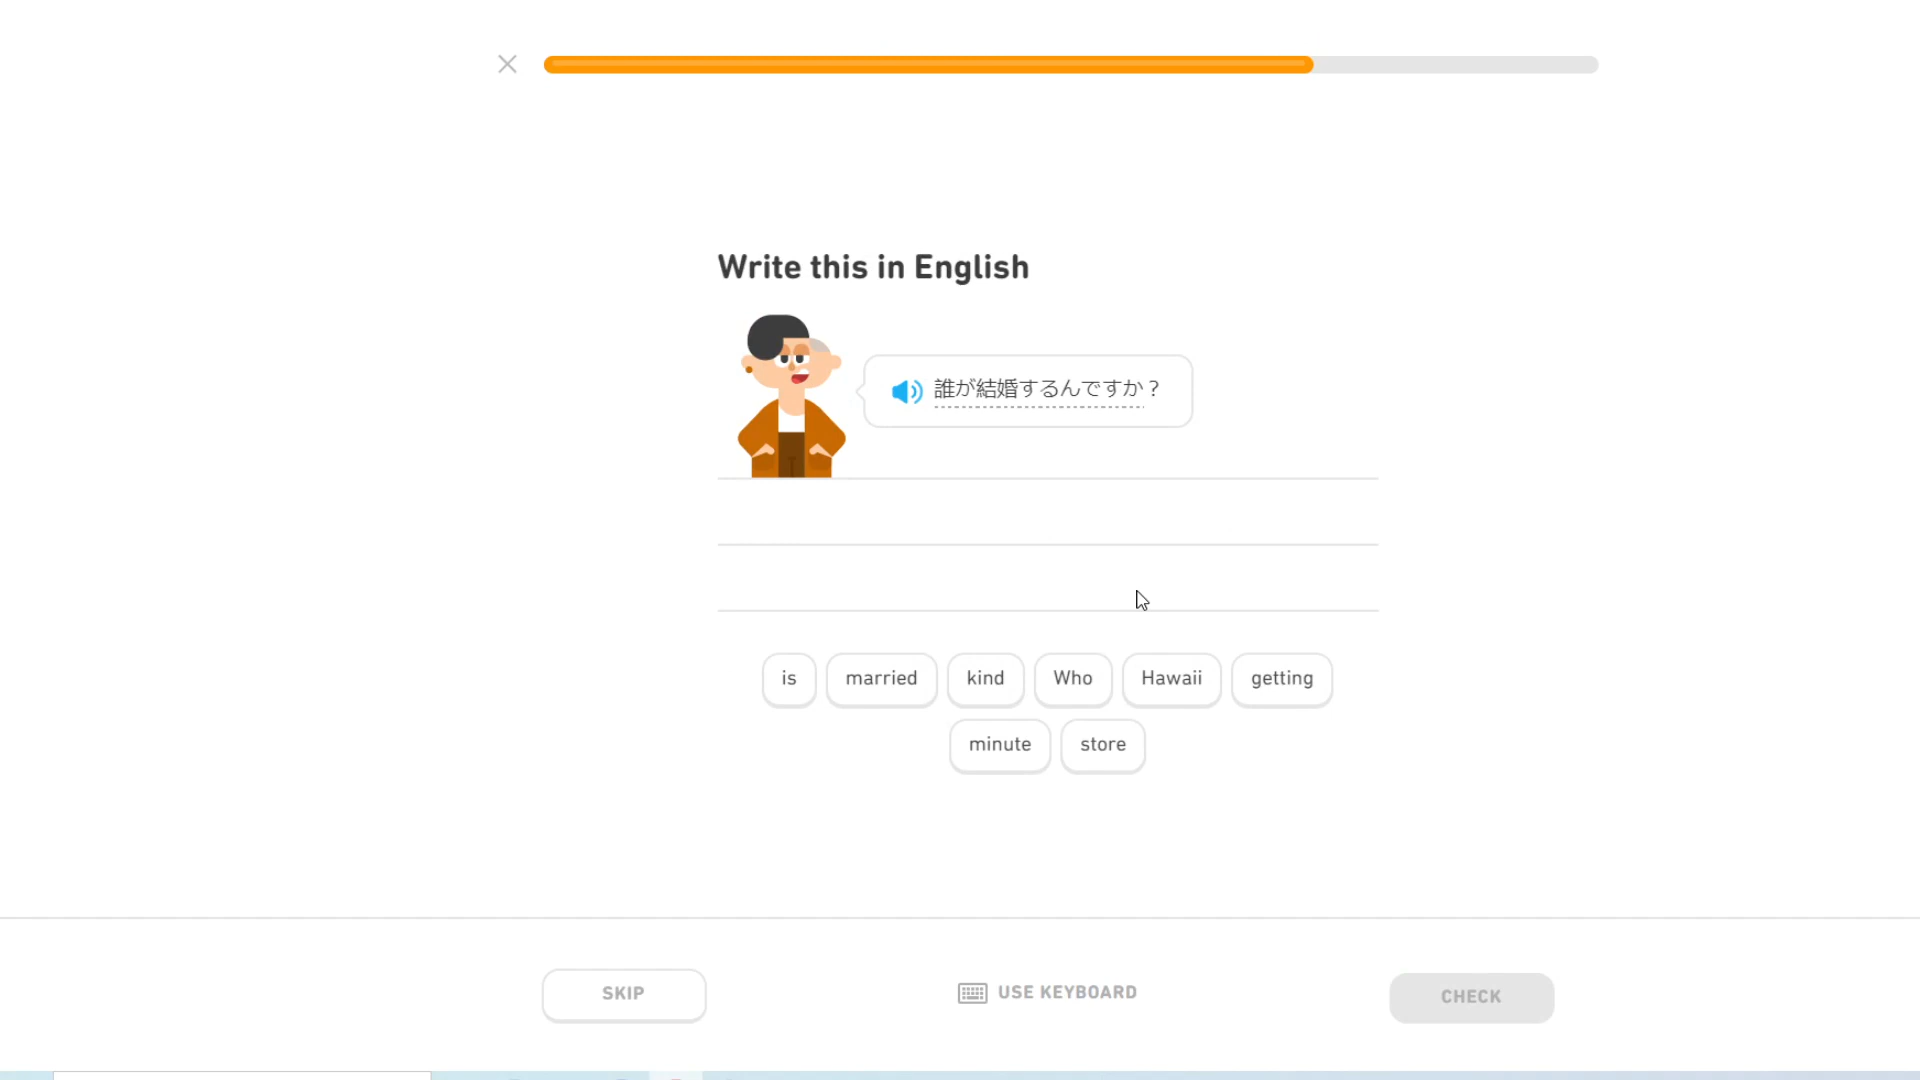 Write this in English
誰が結婚するんですか？
is married kind Who Hawaii getting
minute store
SKIP USE KEYBOARD CHECK